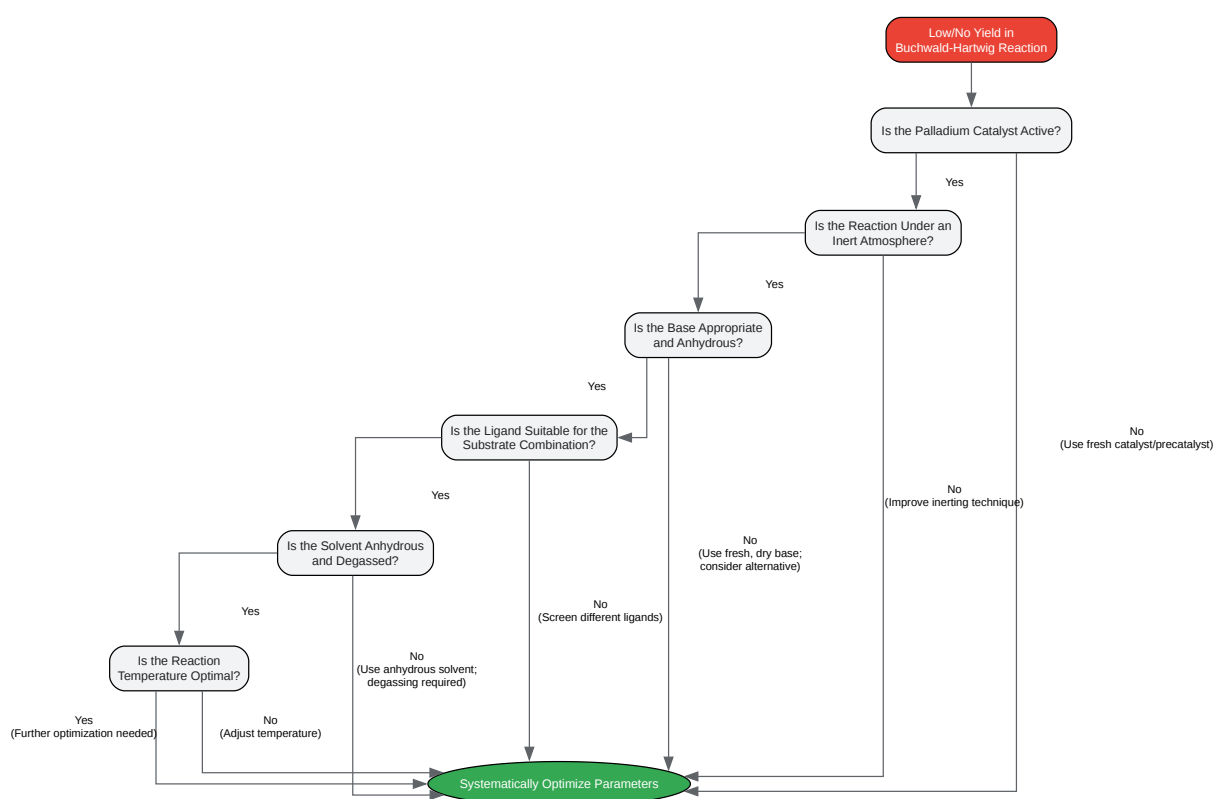 Low/No Yield in
Buchwald-Hartwig Reaction
Is the Palladium Catalyst Active?
Yes
Is the Reaction Under an
Inert Atmosphere?
Yes
Is the Base Appropriate
and Anhydrous?
Yes
Is the Ligand Suitable for the
Substrate Combination?
No
(Use fresh catalyst/precatalyst)
Yes
No
(Improve inerting technique)
Is the Solvent Anhydrous
and Degassed?
No
(Use fresh, dry base;
consider alternative)
Yes
No
(Screen different ligands)
Is the Reaction
Temperature Optimal?
No
(Use anhydrous solvent;
degassing required)
Yes
(Further optimization needed)
No
(Adjust temperature)
Systematically Optimize Parameters